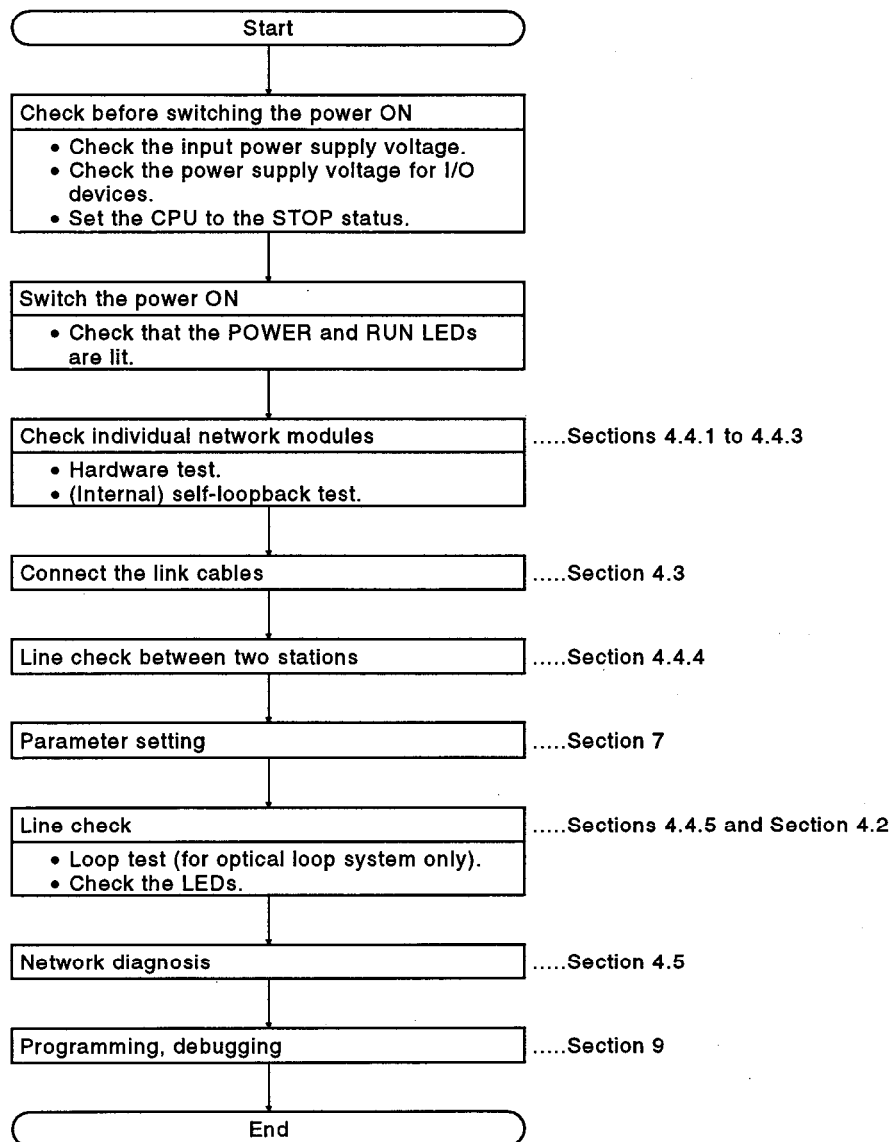 Start
Check before switching the power ON
• Check the input power supply voltage.
• Check the power supply voltage for I/O
devices.
• Set the CPU to the STOP status.
Switch the power ON
• Check that the POWER and RUN LEDs
are lit.
Check individual network modules .....Sections 4.4.1 to 4.4.3
• Hardware test.
• (Internal) self-loopback test.
Connect the link cables .....Section 4.3
Line check between two stations .....Section 4.4.4
Parameter setting .....Section 7
Line check .....Sections 4.4.5 and Section 4.2
• Loop test (for optical loop system only).
• Check the LEDs.
Network diagnosis .....Section 4.5
Programming, debugging .....Section 9
End